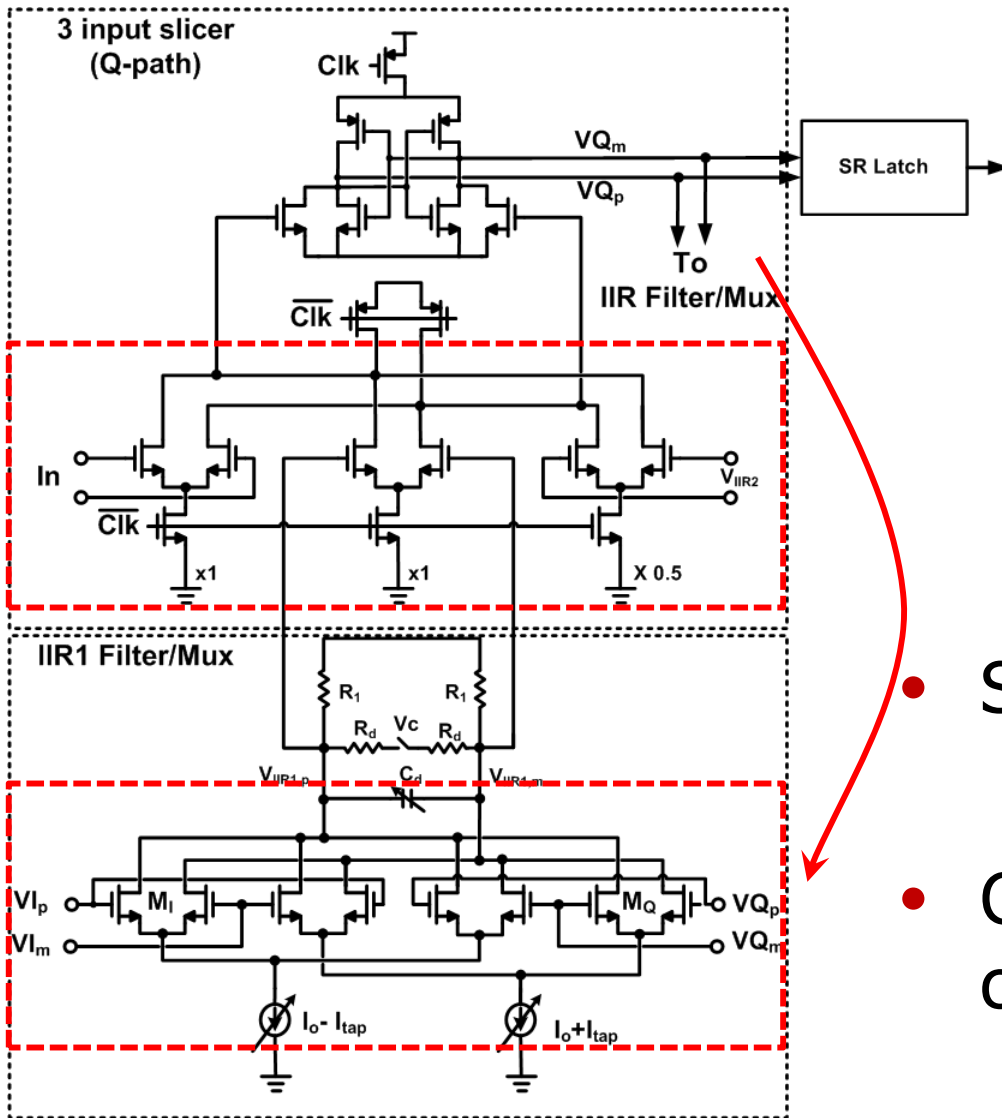 3 input slicer
(Q-path)
Clk
VQm
VQp
SR Latch
To
IIR Filter/Mux
Clk
In
VIIR2
Clk
x1
x1
X 0.5
IIR1 Filter/Mux
R1
R1
Rd
Vc
Rd
VIIR1,p
Cd
VIIR1,m
VIp
MI
MQ
VQp
VIm
VQm
Io- Itap
Io+Itap
• S
• C